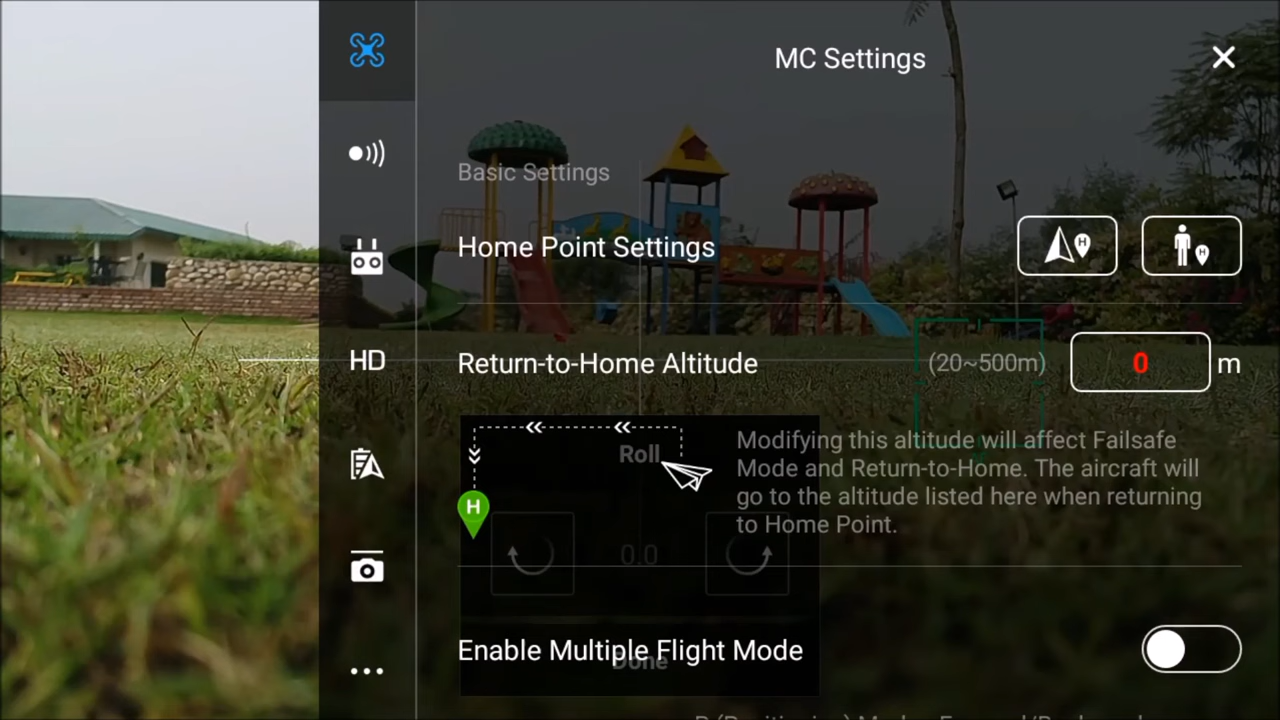 MC Settings
Basic Settings
Home Point Settings
H
H
HD
Return-to-Home Altitude (20~500m) 0 m
Roll
H
Modifying this altitude will affect Failsafe
Mode and Return-to-Home. The aircraft will
go to the altitude listed here when returning
to Home Point.
0.0
Enable Multiple Flight Mode
Done